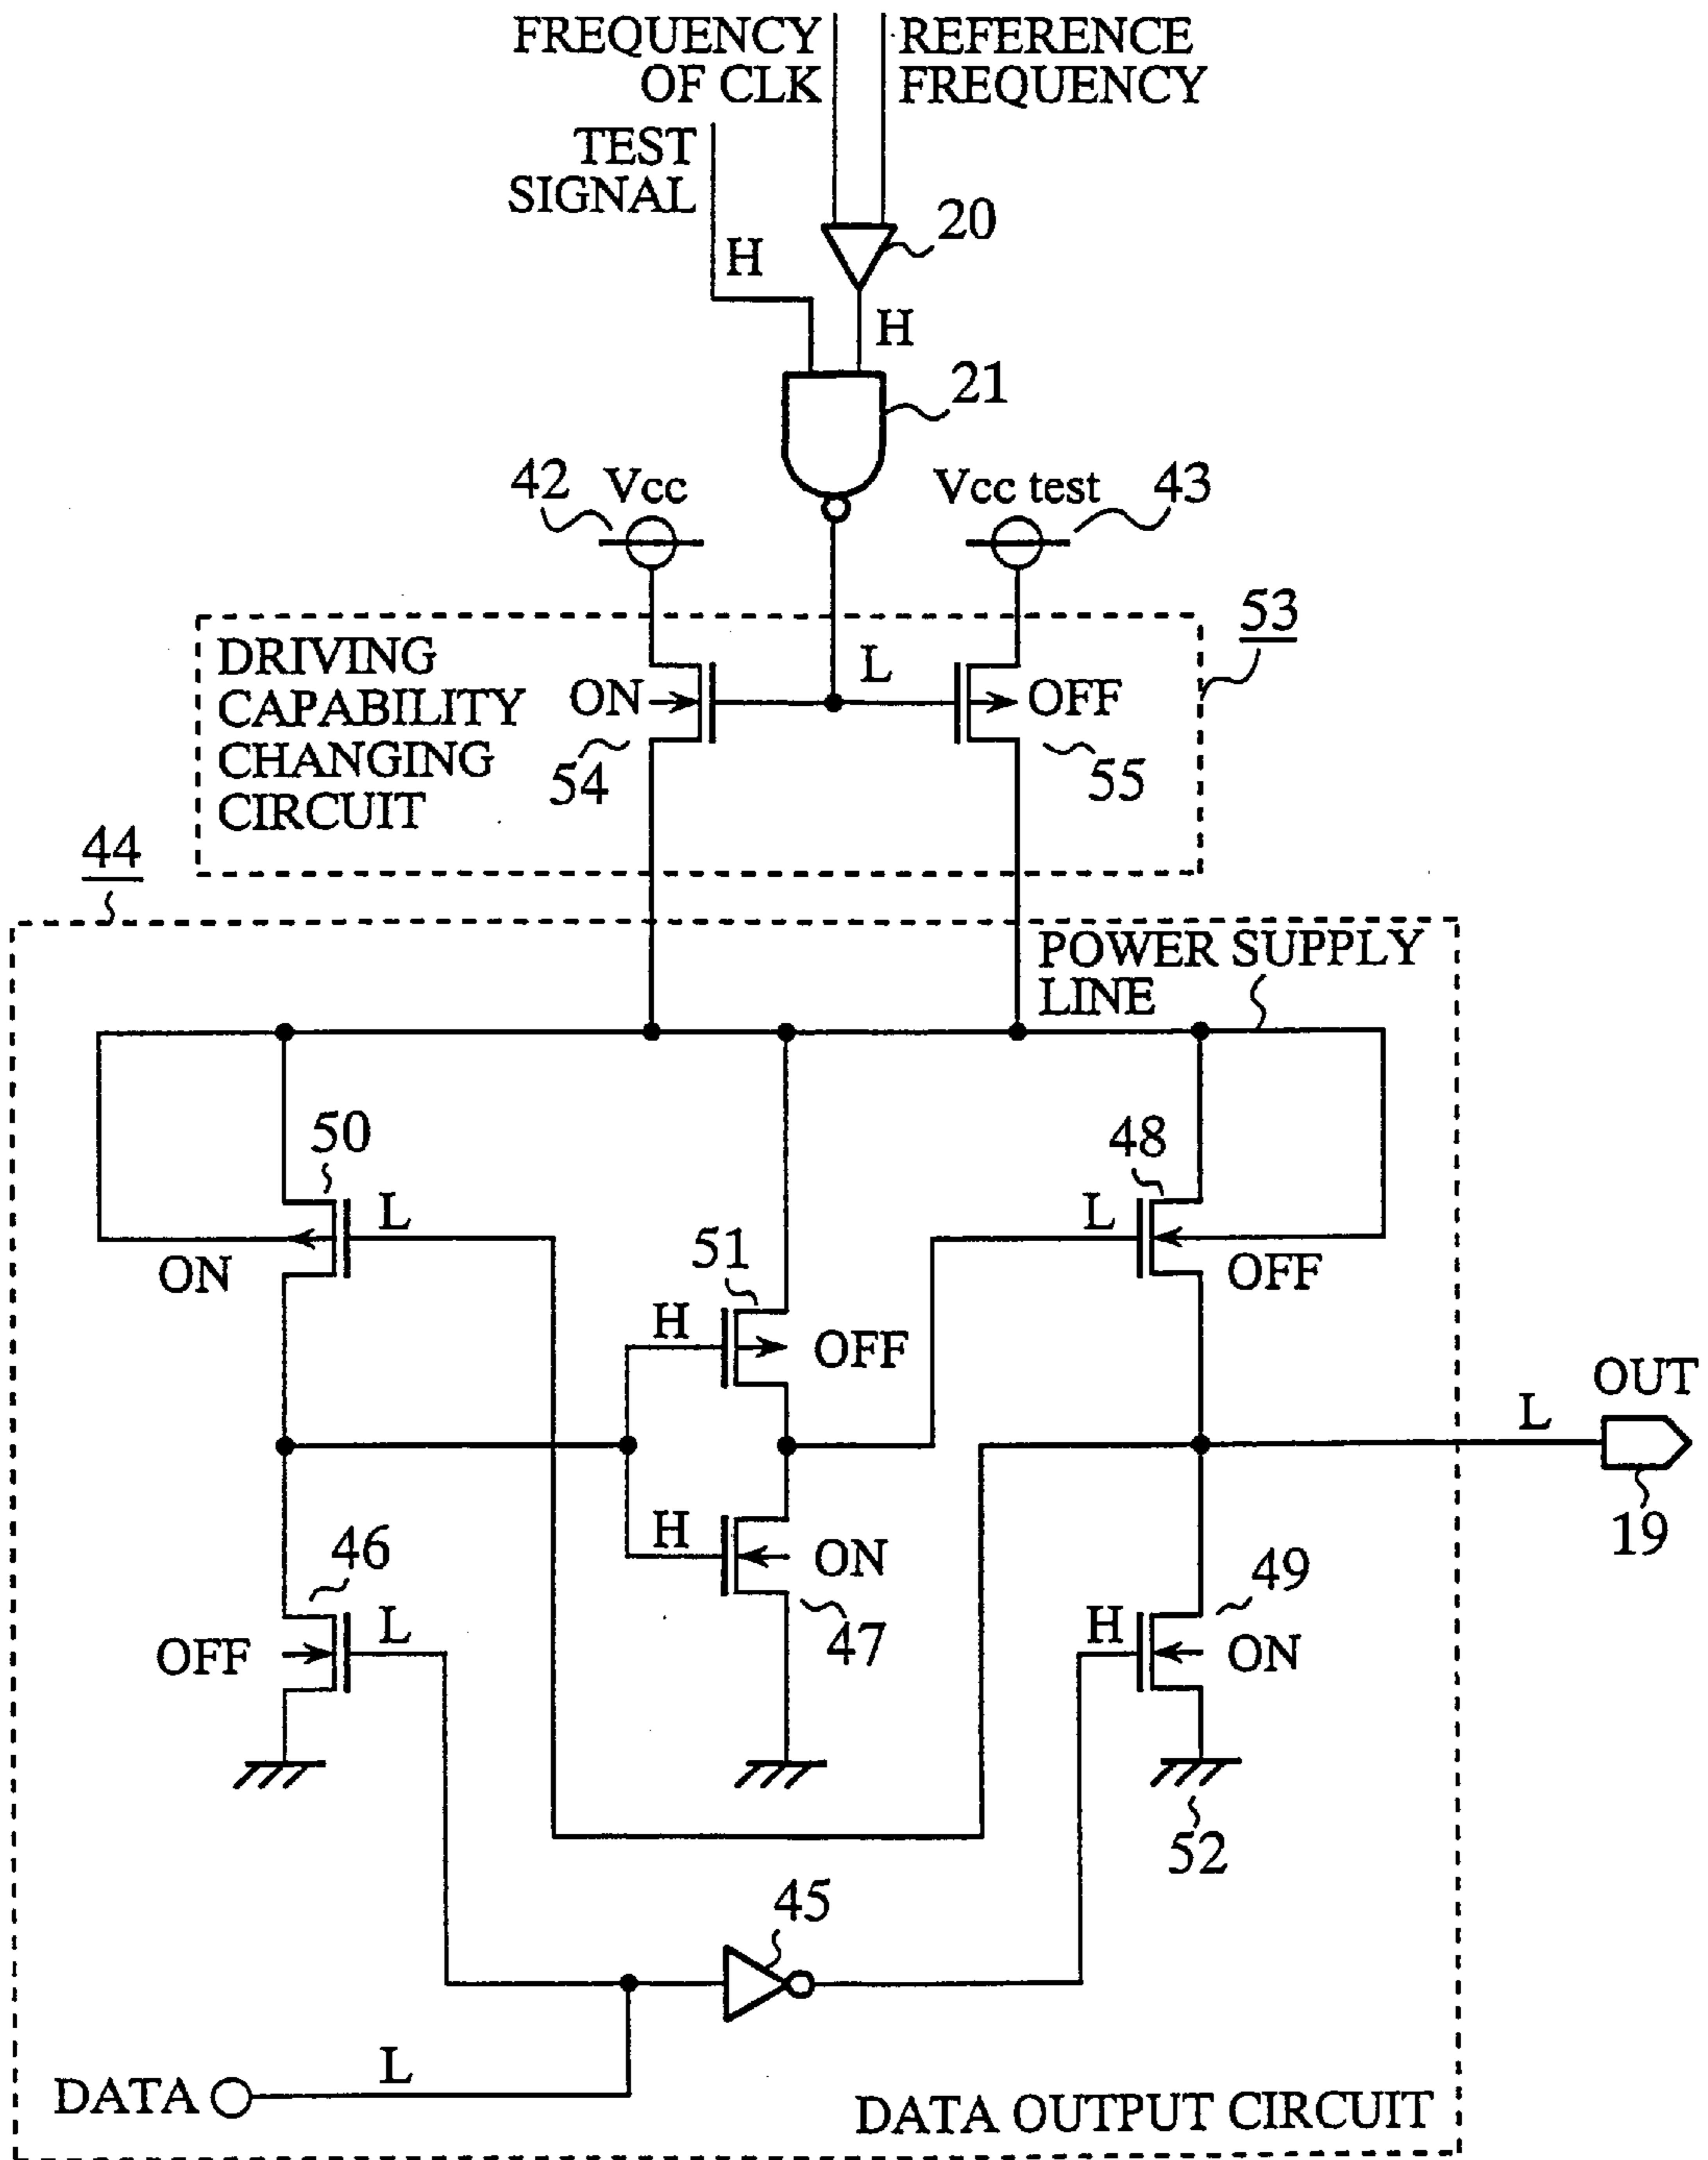 FREQUENCY
OF CLK
REFERENCE
FREQUENCY
TEST
SIGNAL
20
H
H
21
42
Vcc
Vcc test
43
53
DRIVING
CAPABILITY
CHANGING
CIRCUIT
ON
L
OFF
54
55
44
POWER SUPPLY
LINE
50
48
L
L
51
ON
H
OFF
OFF
OUT
L
19
46
H
ON
49
OFF
L
47
H
ON
52
45
L
DATA
DATA OUTPUT CIRCUIT